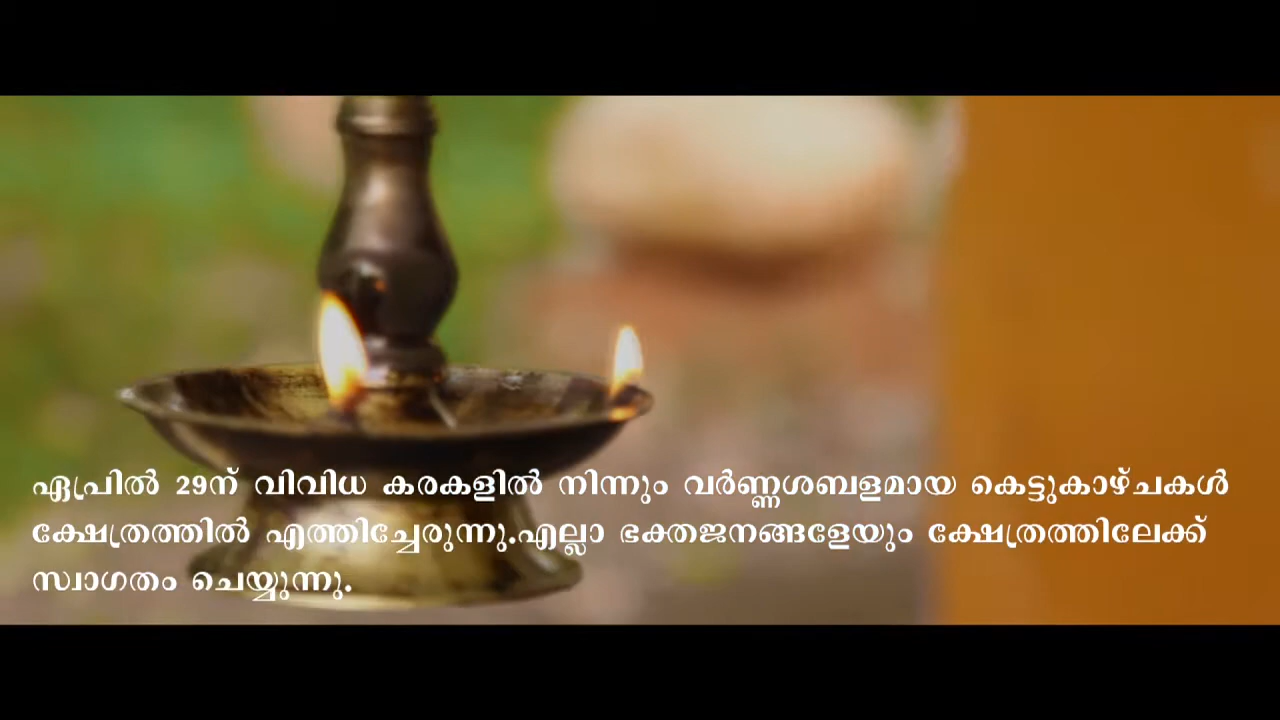 ഏപ്രിൽ 29ന് വിവിധ കരകളിൽ നിന്നും വർണ്ണശബളമായ കെട്ടുകാഴ്ചകൾ
ക്ഷേത്രത്തിൽ എത്തിച്ചേരുന്നു.എല്ലാ ഭക്തജനങ്ങളേയും ക്ഷേത്രത്തിലേക്ക്
സ്വാഗതം ചെയ്യുന്നു.